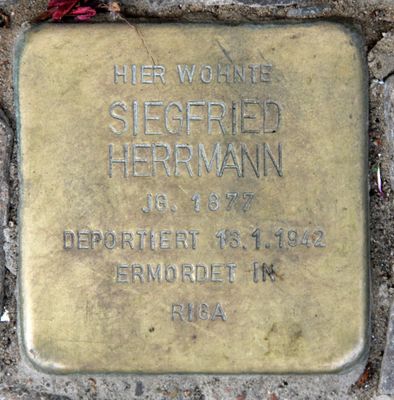 HIER WOHNTE
SIEGFRIED
HERRMANN
JG. 1877
DEPORTIERT 13.1.1942
ERMORDET IN
RIGA